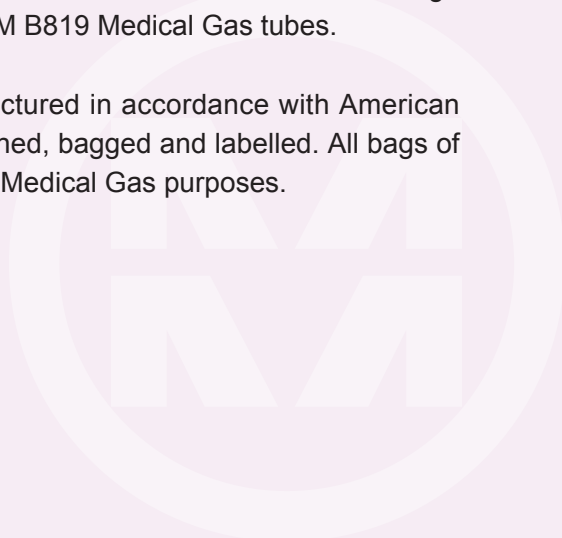 M B819 Medical Gas tubes.
ctured in accordance with American
ned, bagged and labelled. All bags of
Medical Gas purposes.